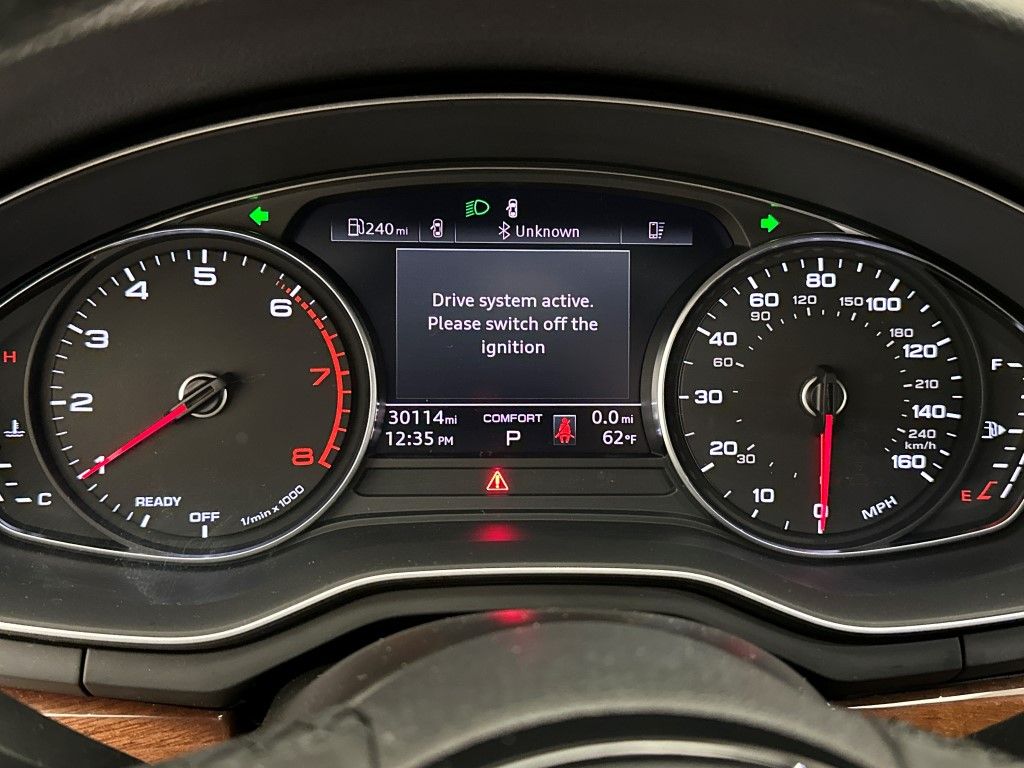 240 mi
Unknown
Drive system active.
Please switch off the
ignition
30114mi COMFORT 0.0 mi
12:35 PM P 62°F
H
C
1
2
3
4
5
6
7
8
READY
OFF
1/min x 1000
0
10
20
30
40
60
80
100
120
140
160
30
60
90
120
150
180
210
240
km/h
MPH
F
E